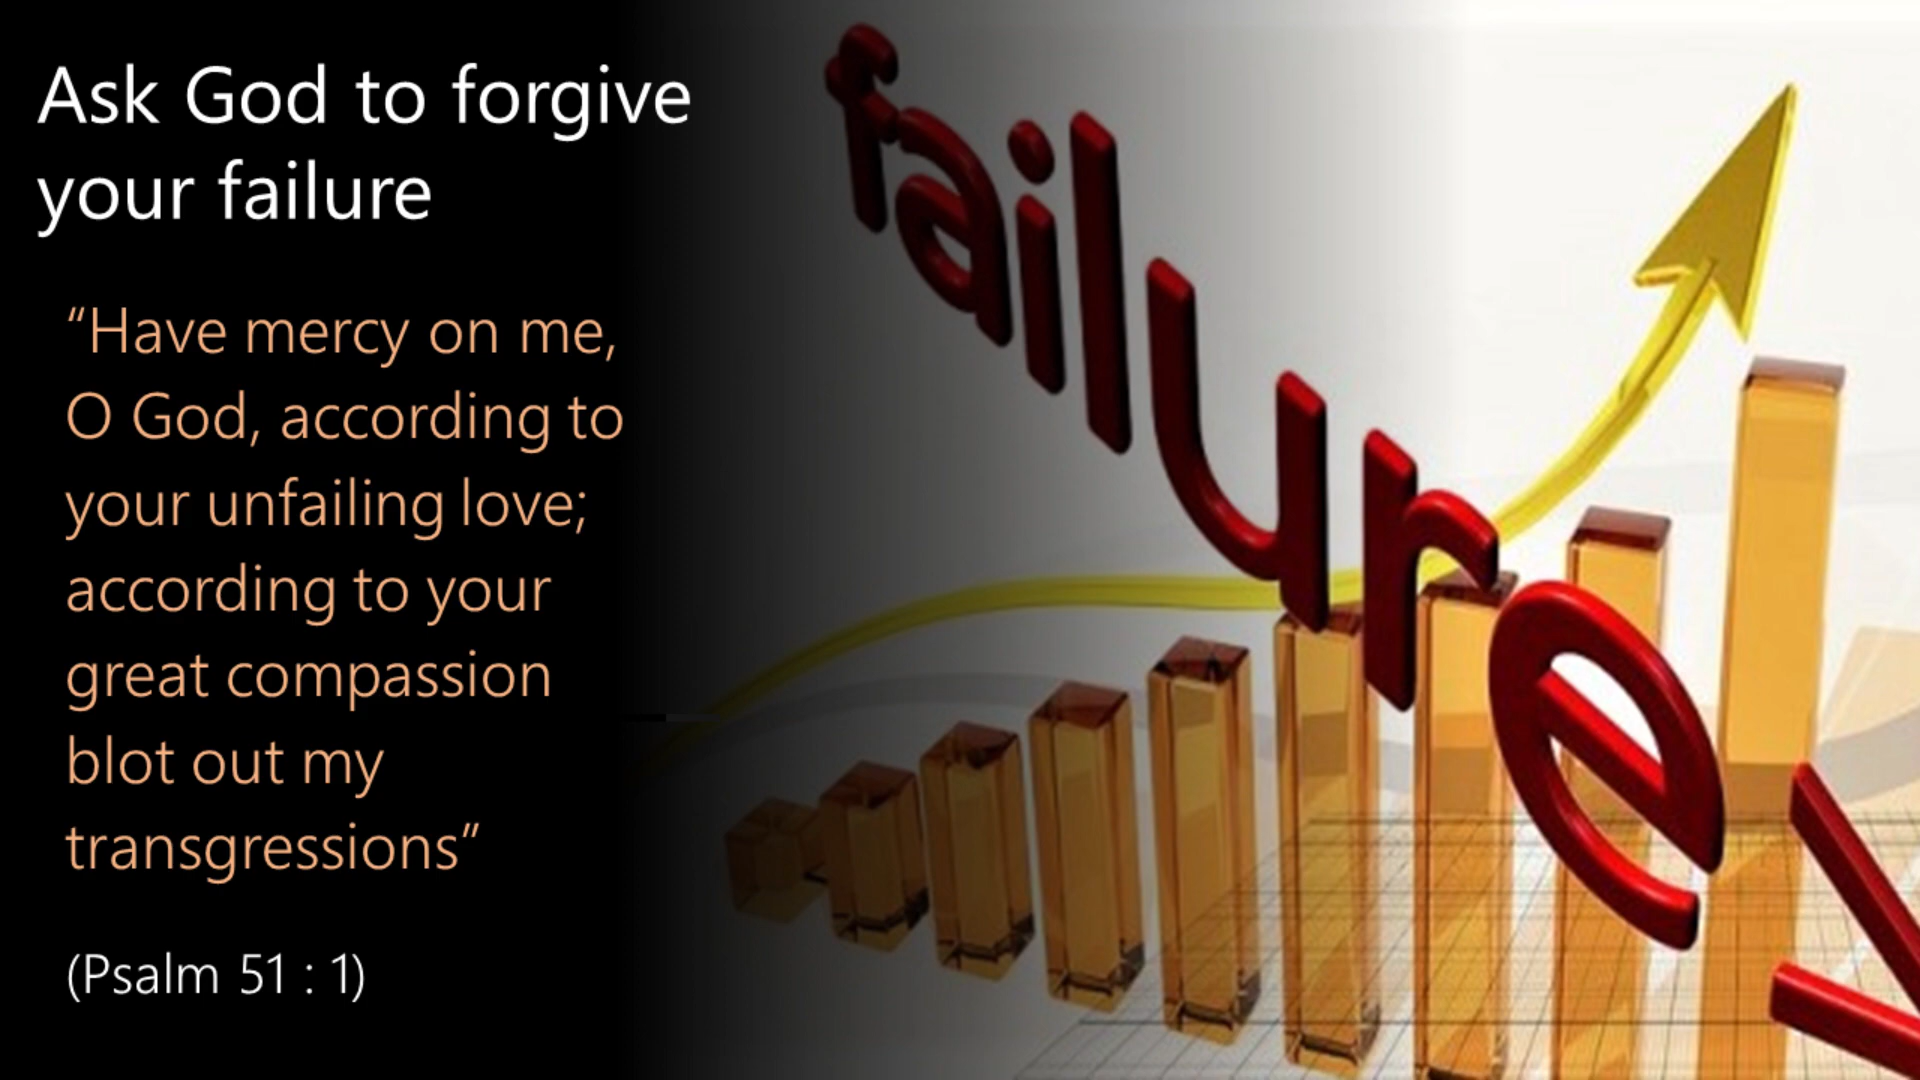 Ask God to forgive
your failure
“Have mercy on me,
O God, according to
your unfailing love;
according to your
great compassion
blot out my
transgressions”
(Psalm 51 : 1)
failure